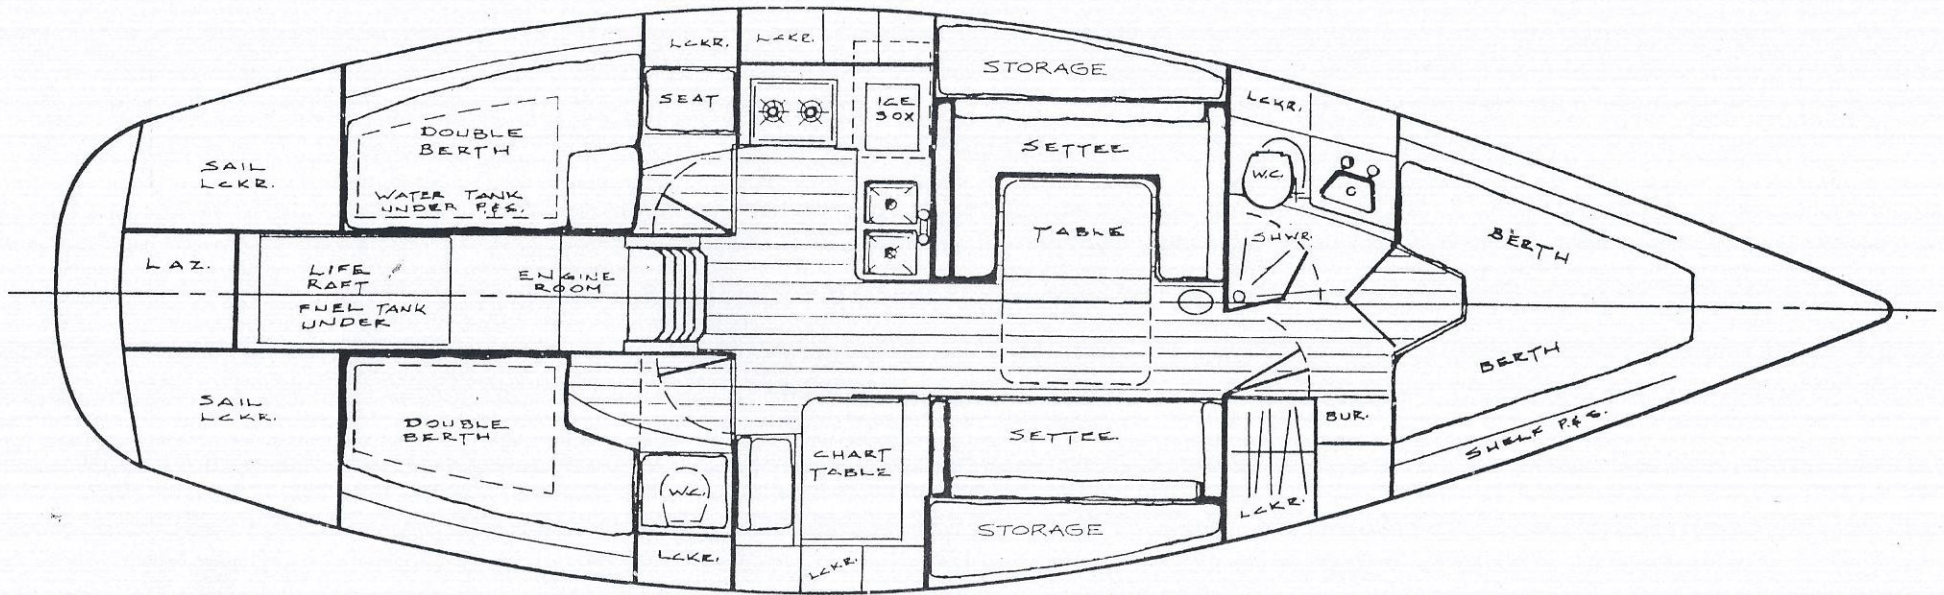 LCKR.
LCKR.
STORAGE
SEAT
ICE
BOX
LCKR.
DOUBLE
BERTH
SETTEE
SAIL
LCKR.
W.C.
C
WATER TANK
UNDER P.&S.
TABLE
SHWR.
BERTH
LAZ.
LIFE
RAFT
ENGINE
ROOM
FUEL TANK
UNDER
BERTH
SAIL
LCKR.
DOUBLE
BERTH
SETTEE
BUR.
SHELF P.&S.
CHART
TABLE
W.C.
LCKR.
STORAGE
LCKR.
LCKR.